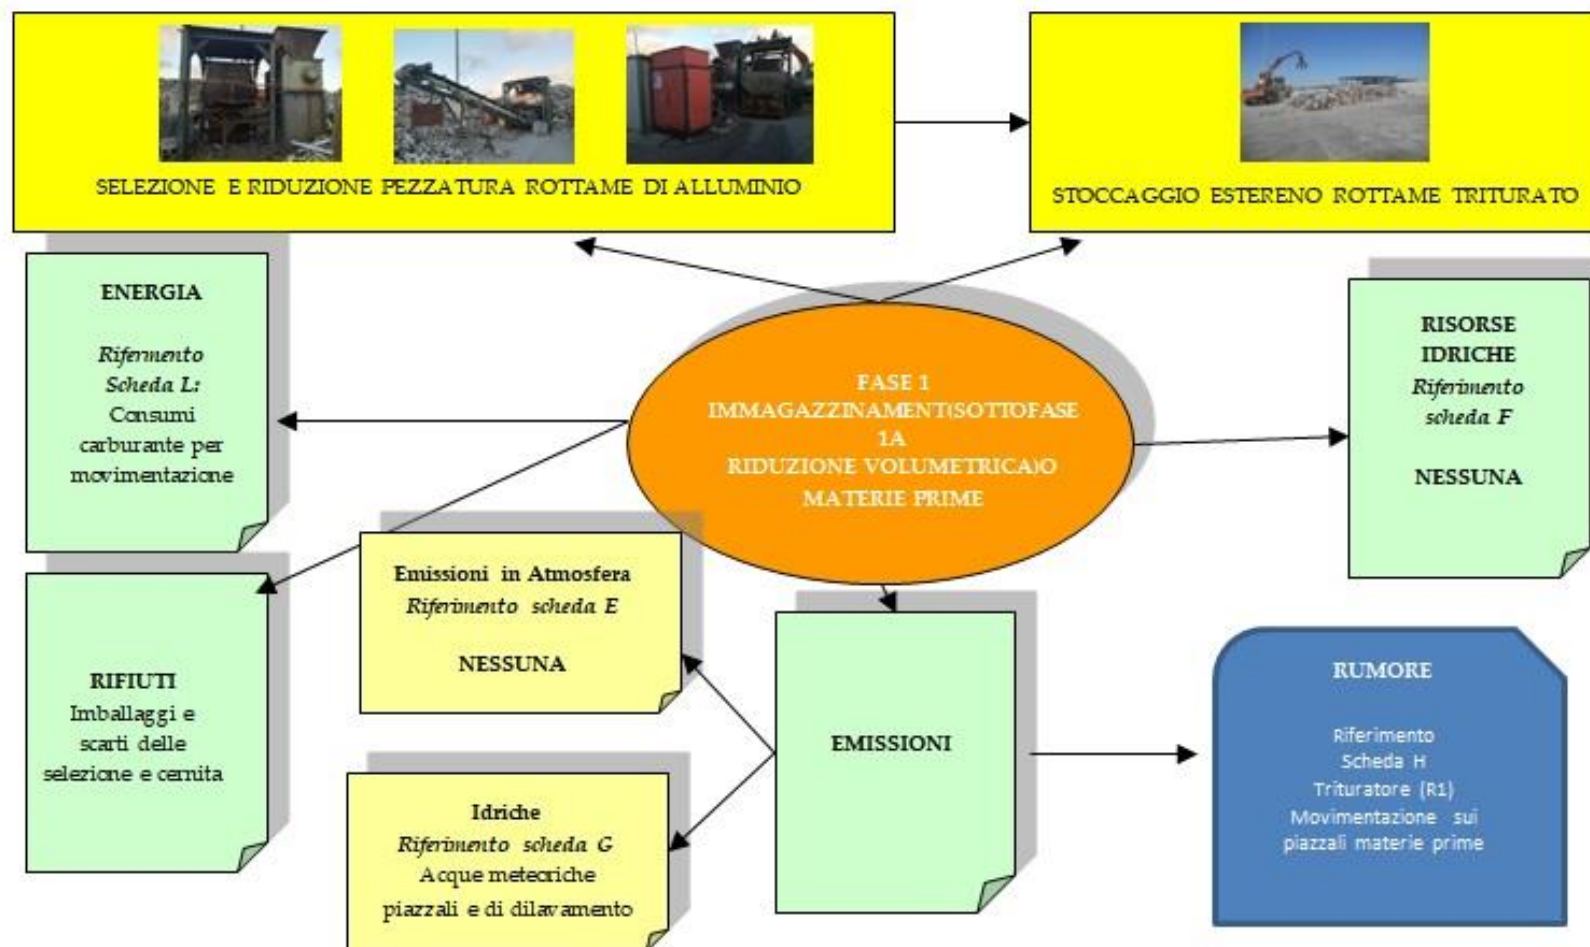 SELEZIONE E RIDUZIONE PEZZATURA ROTTAME DI ALLUMINIO
STOCCAGGIO ESTERENO ROTTAME TRITURATO
ENERGIA
Rifermento
Scheda L:
Consumi
carburante per
movimentazione
FASE 1
IMMAGAZZINAMENT(SOTTOFASE
1A
RIDUZIONE VOLUMETRICA)O
MATERIE PRIME
RISORSE
IDRICHE
Riferimento
scheda F
NESSUNA
Emissioni in Atmosfera
Riferimento scheda E
NESSUNA
RIFIUTI
Imballaggi e
scarti delle
selezione e cernita
Idriche
Riferimento scheda G
Acque meteoriche
piazzali e di dilavamento
EMISSIONI
RUMORE
Riferimento
Scheda H
Trituratore (R1)
Movimentazione sui
piazzali materie prime